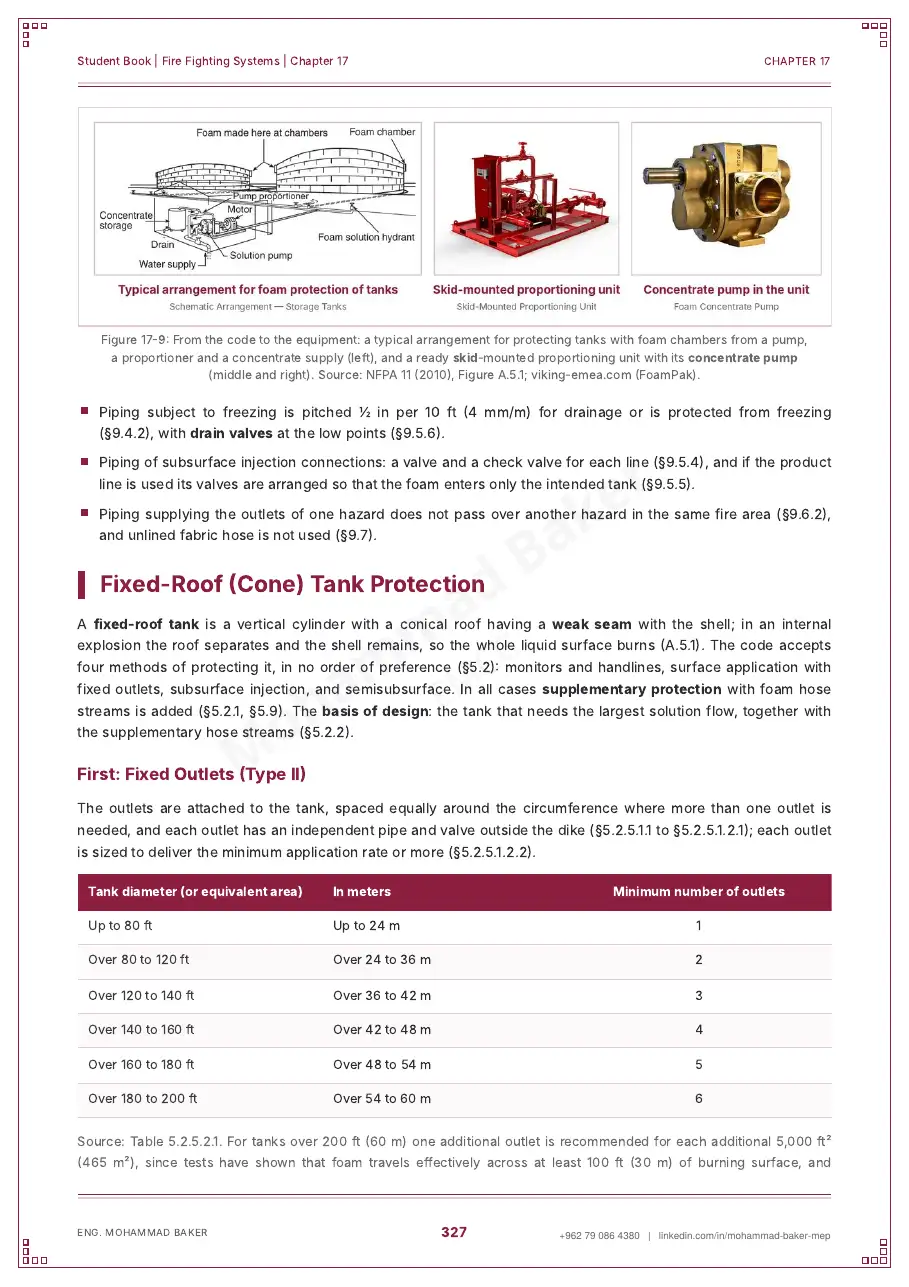 Student Book | Fire Fighting Systems | Chapter 17
CHAPTER 17
Foam made here at chambers
Foam chamber
Pump proportioner
Motor
Concentrate
storage
Foam solution hydrant
Drain
Solution pump
Water supply
Typical arrangement for foam protection of tanks
Schematic Arrangement — Storage Tanks
Skid-mounted proportioning unit
Skid-Mounted Proportioning Unit
Concentrate pump in the unit
Foam Concentrate Pump
Figure 17-9: From the code to the equipment: a typical arrangement for protecting tanks with foam chambers from a pump,
a proportioner and a concentrate supply (left), and a ready skid-mounted proportioning unit with its concentrate pump
(middle and right). Source: NFPA 11 (2010), Figure A.5.1; viking-emea.com (FoamPak).
Piping subject to freezing is pitched ½ in per 10 ft (4 mm/m) for drainage or is protected from freezing
(§9.4.2), with drain valves at the low points (§9.5.6).
Piping of subsurface injection connections: a valve and a check valve for each line (§9.5.4), and if the product
line is used its valves are arranged so that the foam enters only the intended tank (§9.5.5).
Piping supplying the outlets of one hazard does not pass over another hazard in the same fire area (§9.6.2),
and unlined fabric hose is not used (§9.7).
Fixed-Roof (Cone) Tank Protection
A fixed-roof tank is a vertical cylinder with a conical roof having a weak seam with the shell; in an internal
explosion the roof separates and the shell remains, so the whole liquid surface burns (A.5.1). The code accepts
four methods of protecting it, in no order of preference (§5.2): monitors and handlines, surface application with
fixed outlets, subsurface injection, and semisubsurface. In all cases supplementary protection with foam hose
streams is added (§5.2.1, §5.9). The basis of design: the tank that needs the largest solution flow, together with
the supplementary hose streams (§5.2.2).
First: Fixed Outlets (Type II)
The outlets are attached to the tank, spaced equally around the circumference where more than one outlet is
needed, and each outlet has an independent pipe and valve outside the dike (§5.2.5.1.1 to §5.2.5.1.2.1); each outlet
is sized to deliver the minimum application rate or more (§5.2.5.1.2.2).
Tank diameter (or equivalent area) In meters Minimum number of outlets
Up to 80 ft Up to 24 m 1
Over 80 to 120 ft Over 24 to 36 m 2
Over 120 to 140 ft Over 36 to 42 m 3
Over 140 to 160 ft Over 42 to 48 m 4
Over 160 to 180 ft Over 48 to 54 m 5
Over 180 to 200 ft Over 54 to 60 m 6
Source: Table 5.2.5.2.1. For tanks over 200 ft (60 m) one additional outlet is recommended for each additional 5,000 ft²
(465 m²), since tests have shown that foam travels effectively across at least 100 ft (30 m) of burning surface, and
ENG. MOHAMMAD BAKER
327
+962 79 086 4380 | linkedin.com/in/mohammad-baker-mep